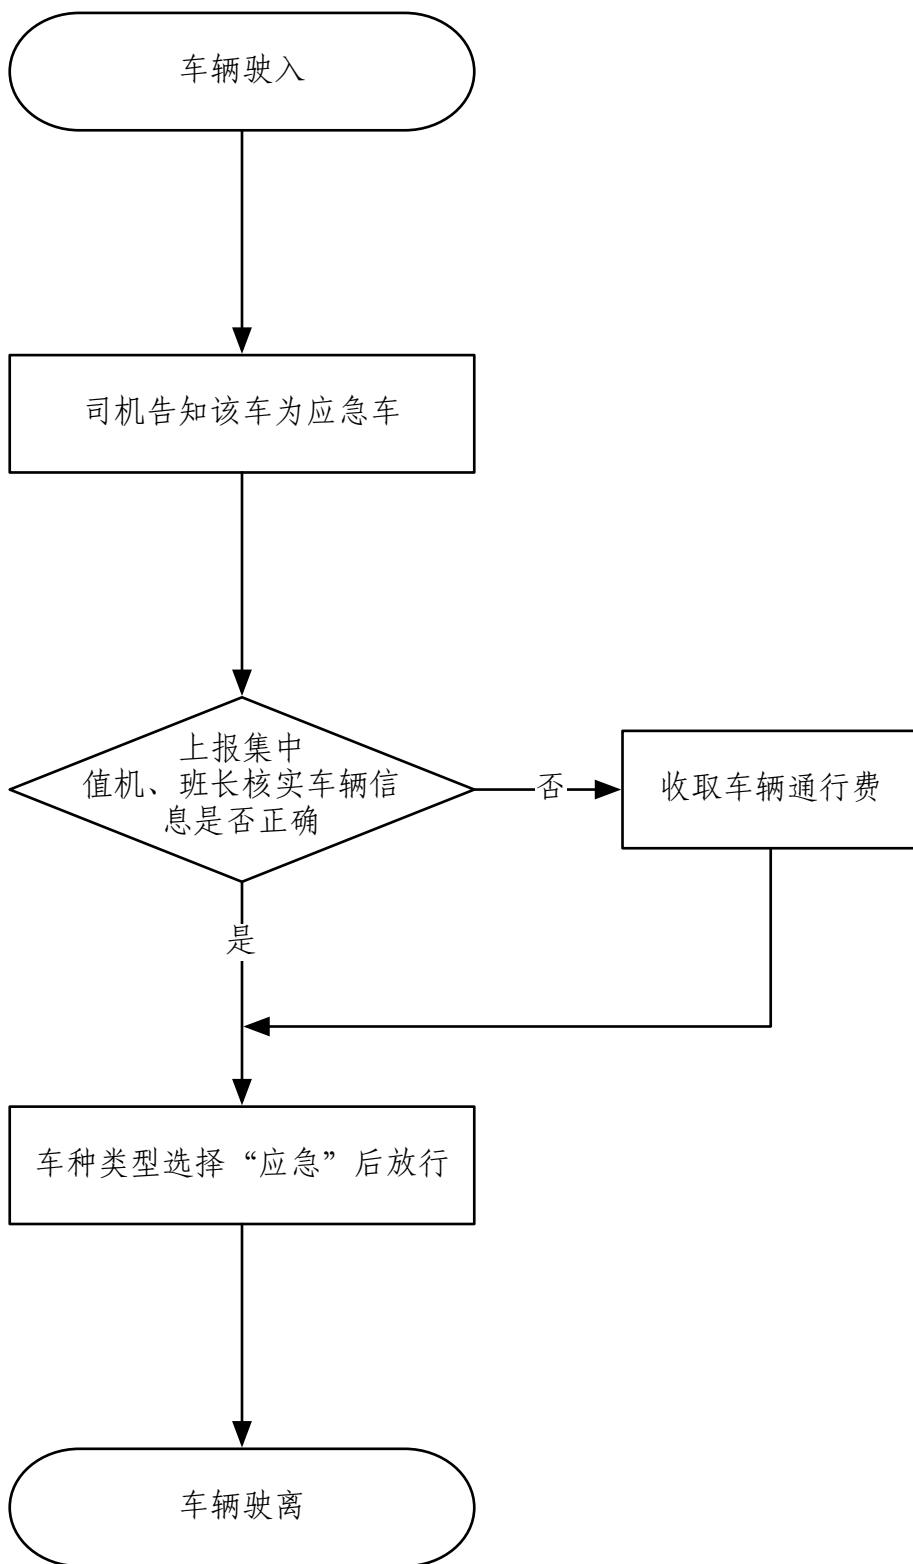 车辆驶入
司机告知该车为应急车
上报集中
值机、班长核实车辆信
息是否正确
否
收取车辆通行费
是
车种类型选择“应急”后放行
车辆驶离